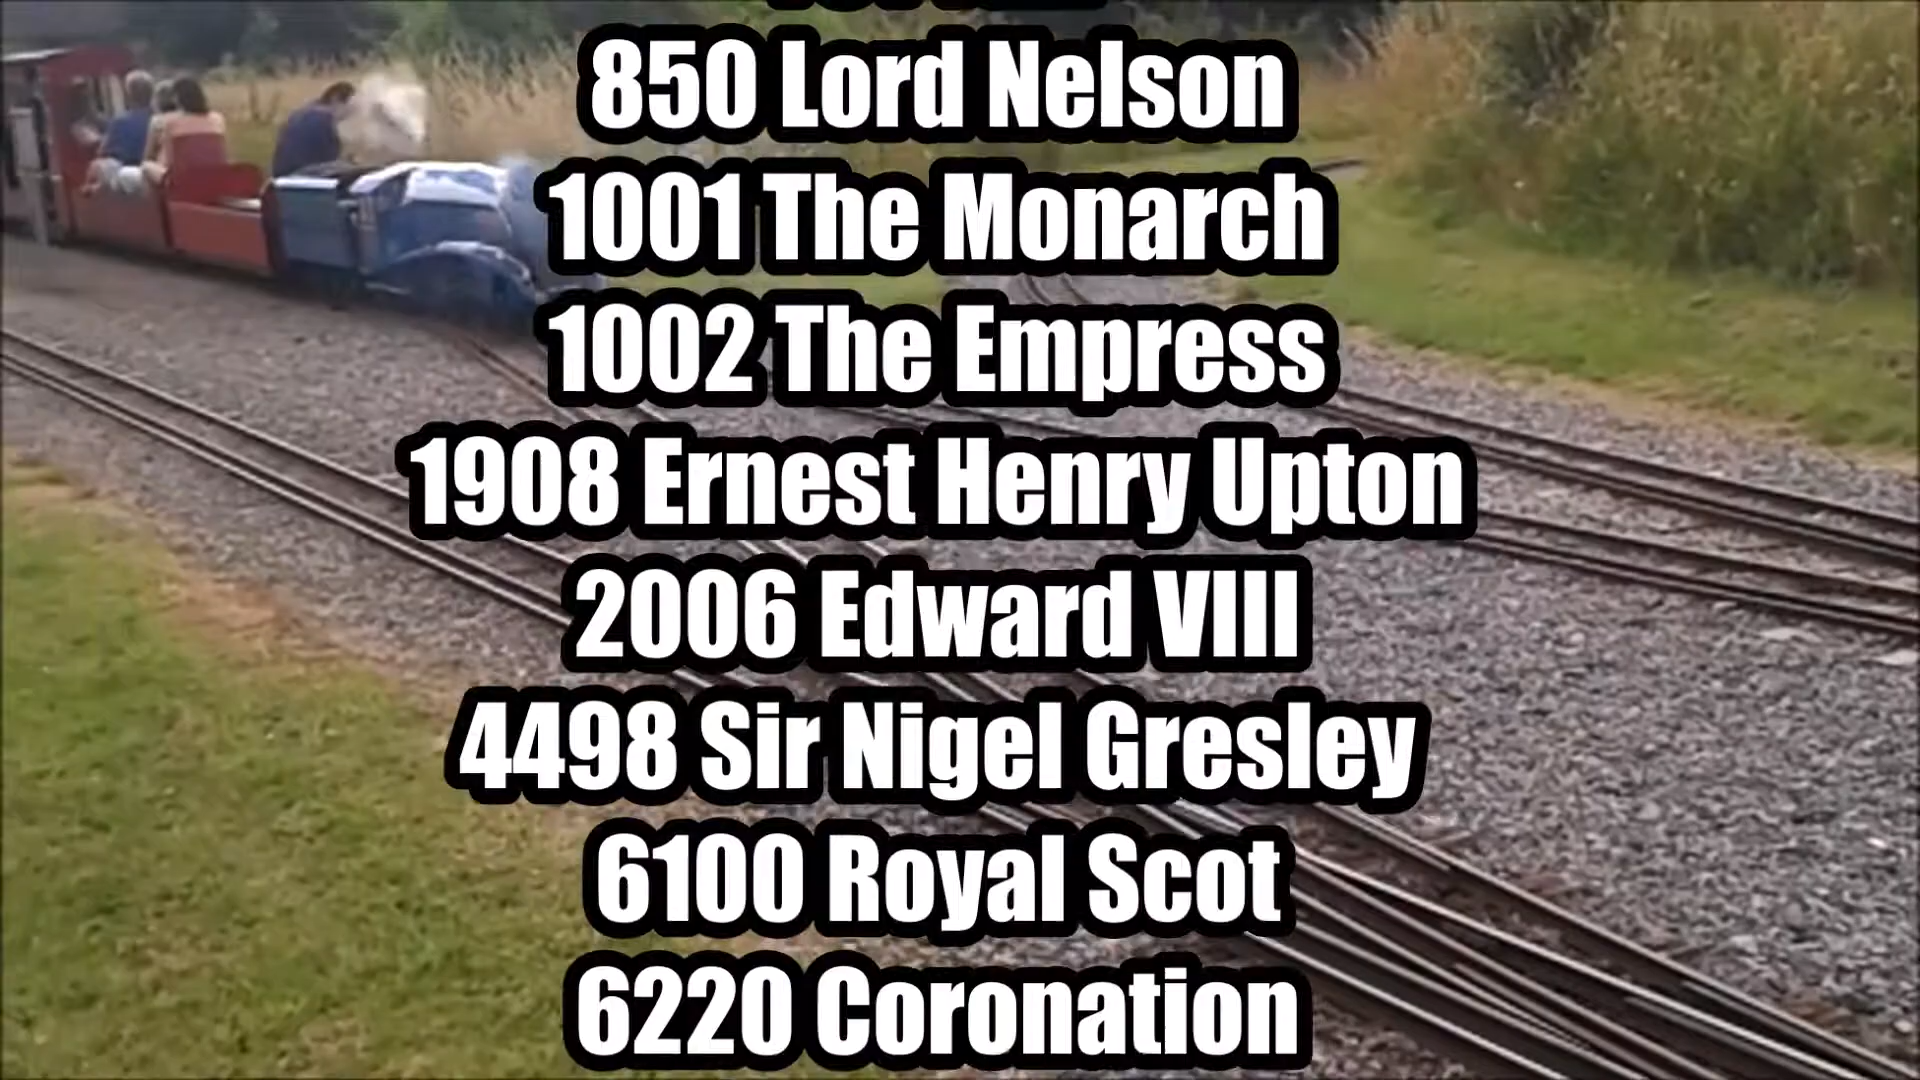 850 Lord Nelson
1001 The Monarch
1002 The Empress
1908 Ernest Henry Upton
2006 Edward VIII
4498 Sir Nigel Gresley
6100 Royal Scot
6220 Coronation